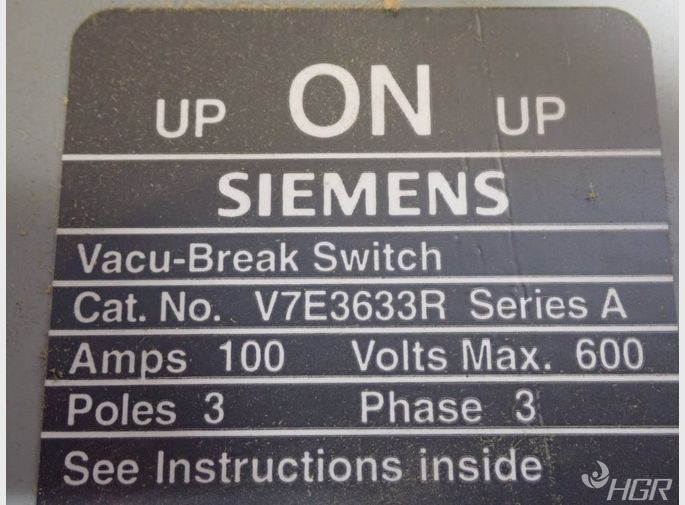 UP ON UP
SIEMENS
Vacu-Break Switch
Cat. No. V7E3633R Series A
Amps 100 Volts Max. 600
Poles 3 Phase 3
See Instructions inside
HGR